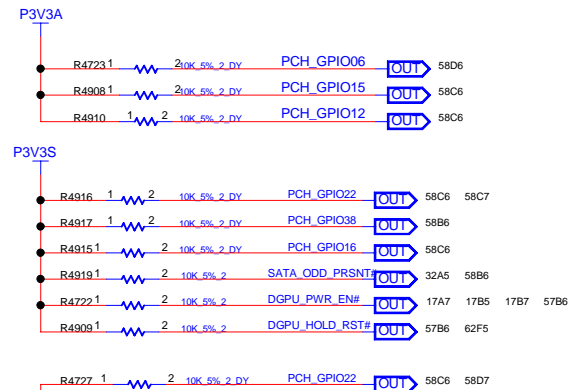 P3V3A
R4723 1 2 10K_5%_2_DY PCH_GPIO06 OUT 58D6
R4908 1 2 10K_5%_2_DY PCH_GPIO15 OUT 58C6
R4910 1 2 10K_5%_2_DY PCH_GPIO12 OUT 58C6
P3V3S
R4916 1 2 10K_5%_2_DY PCH_GPIO22 OUT 58C6 58C7
R4917 1 2 10K_5%_2_DY PCH_GPIO38 OUT 58B6
R4915 1 2 10K_5%_2_DY PCH_GPIO16 OUT 58C6
R4919 1 2 10K_5%_2 SATA_ODD_PRSNT# OUT 32A5 58B6
R4722 1 2 10K_5%_2 DGPU_PWR_EN# OUT 17A7 17B5 17B7 57B6
R4909 1 2 10K_5%_2 DGPU_HOLD_RST# OUT 57B6 62F5
R4727 1 2 10K_5%_2_DY PCH_GPIO22 OUT 58C6 58D7